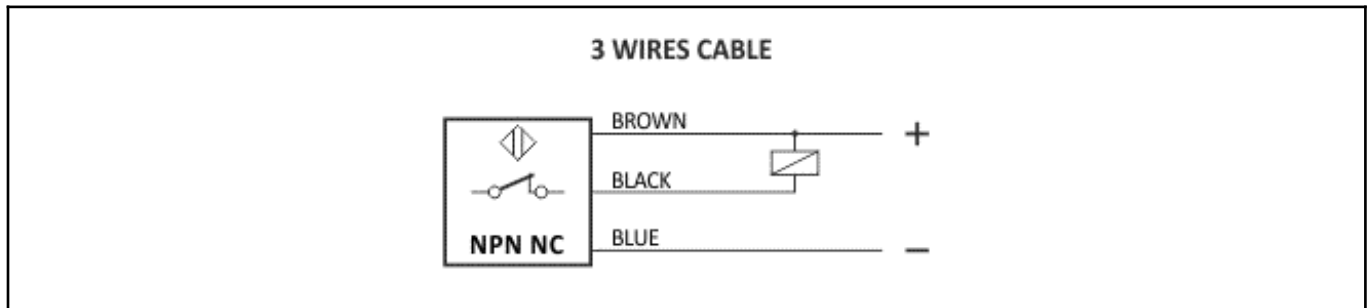 3 WIRES CABLE
BROWN
+
BLACK
NPN NC
BLUE
−